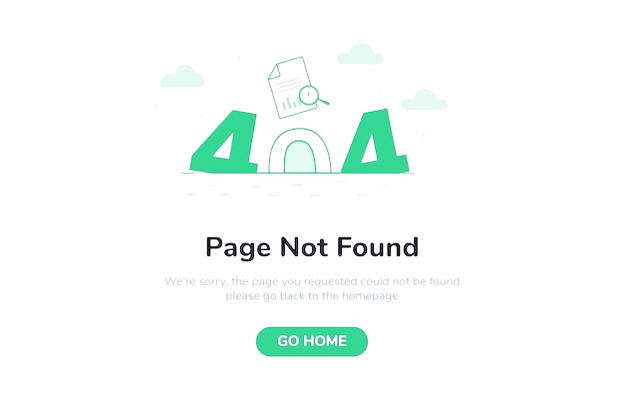 404
Page Not Found
We're sorry, the page you requested could not be found
please go back to the homepage
GO HOME